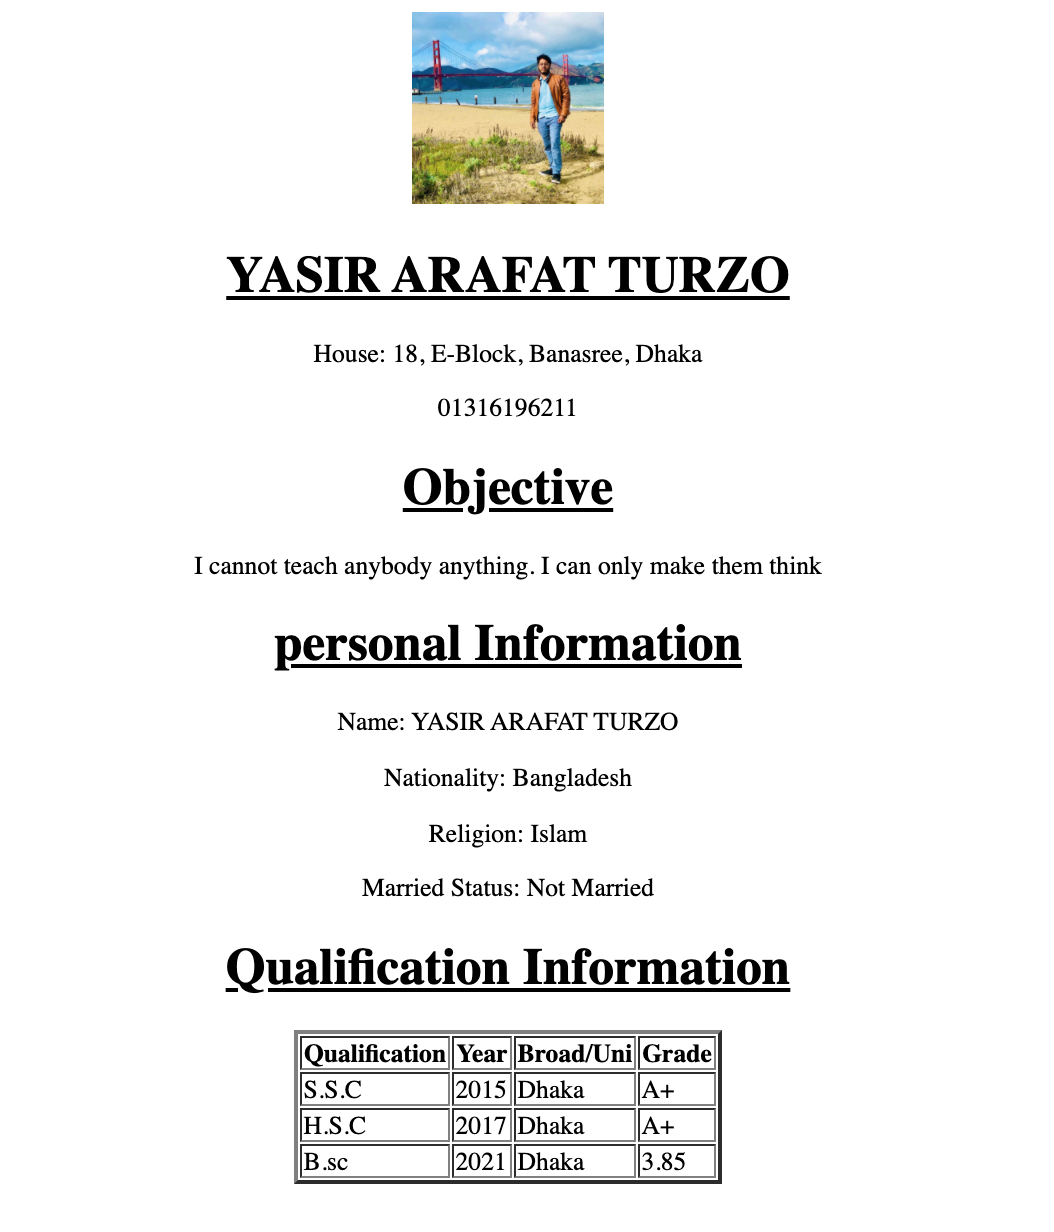 YASIR ARAFAT TURZO
House: 18, E-Block, Banasree, Dhaka
01316196211
Objective
I cannot teach anybody anything. I can only make them think
personal Information
Name: YASIR ARAFAT TURZO
Nationality: Bangladesh
Religion: Islam
Married Status: Not Married
Qualification Information
Qualification Year Broad/Uni Grade
S.S.C 2015 Dhaka A+
H.S.C 2017 Dhaka A+
B.sc 2021 Dhaka 3.85